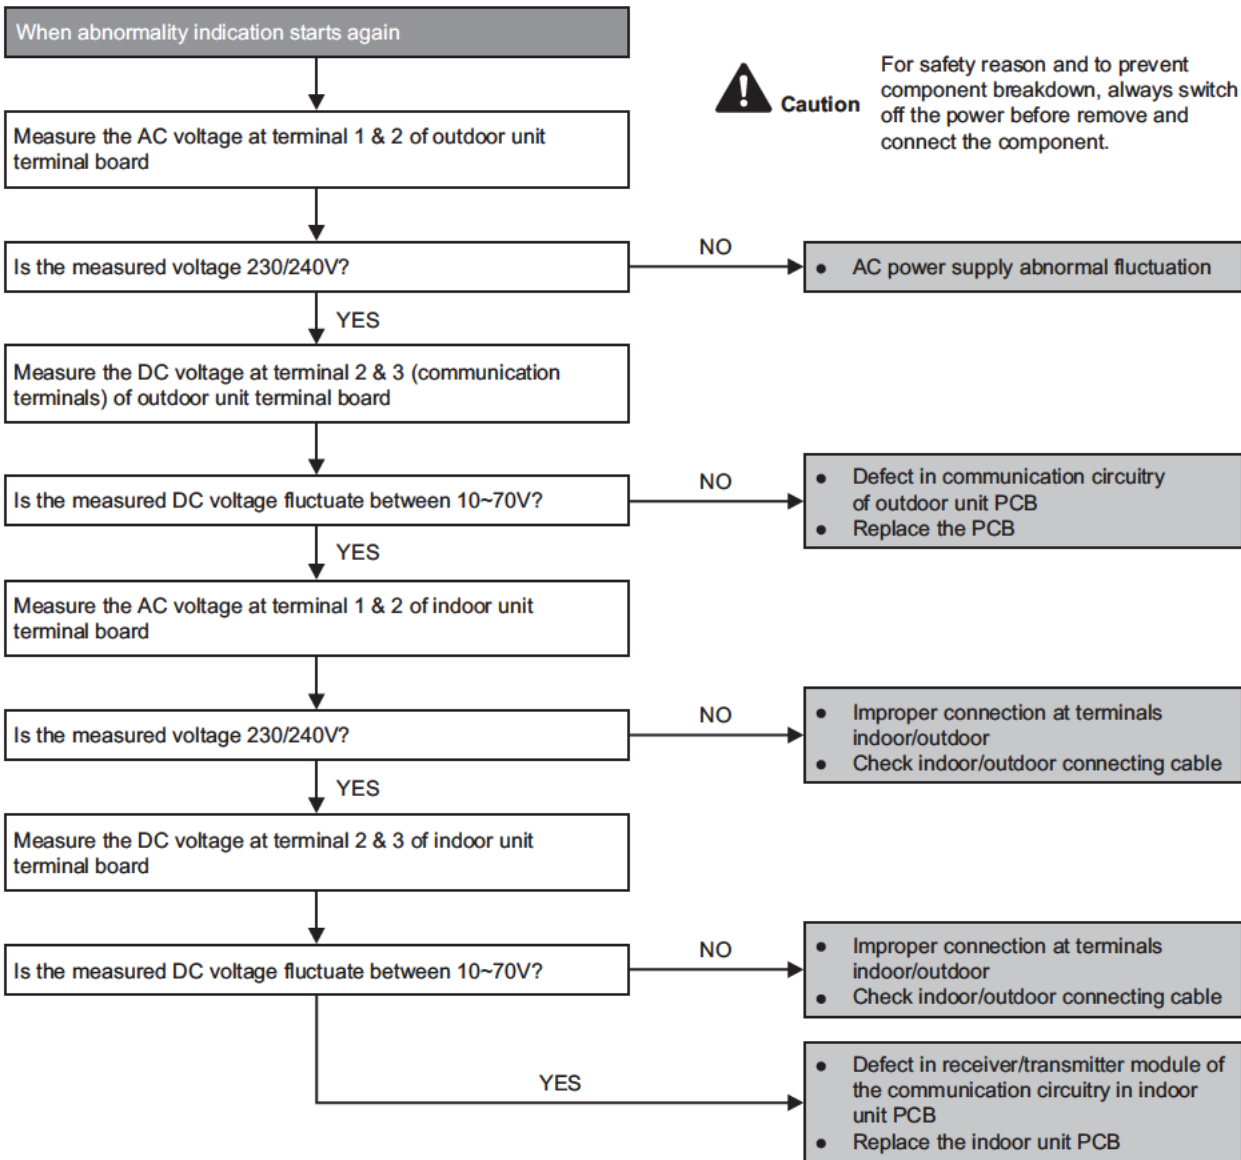 When abnormality indication starts again
For safety reason and to prevent
component breakdown, always switch
off the power before remove and
connect the component.
Caution
Measure the AC voltage at terminal 1 & 2 of outdoor unit
terminal board
Is the measured voltage 230/240V?
NO
● AC power supply abnormal fluctuation
YES
Measure the DC voltage at terminal 2 & 3 (communication
terminals) of outdoor unit terminal board
Is the measured DC voltage fluctuate between 10~70V?
NO
● Defect in communication circuitry
of outdoor unit PCB
● Replace the PCB
YES
Measure the AC voltage at terminal 1 & 2 of indoor unit
terminal board
Is the measured voltage 230/240V?
NO
● Improper connection at terminals
indoor/outdoor
● Check indoor/outdoor connecting cable
YES
Measure the DC voltage at terminal 2 & 3 of indoor unit
terminal board
Is the measured DC voltage fluctuate between 10~70V?
NO
● Improper connection at terminals
indoor/outdoor
● Check indoor/outdoor connecting cable
YES
● Defect in receiver/transmitter module of
the communication circuitry in indoor
unit PCB
● Replace the indoor unit PCB